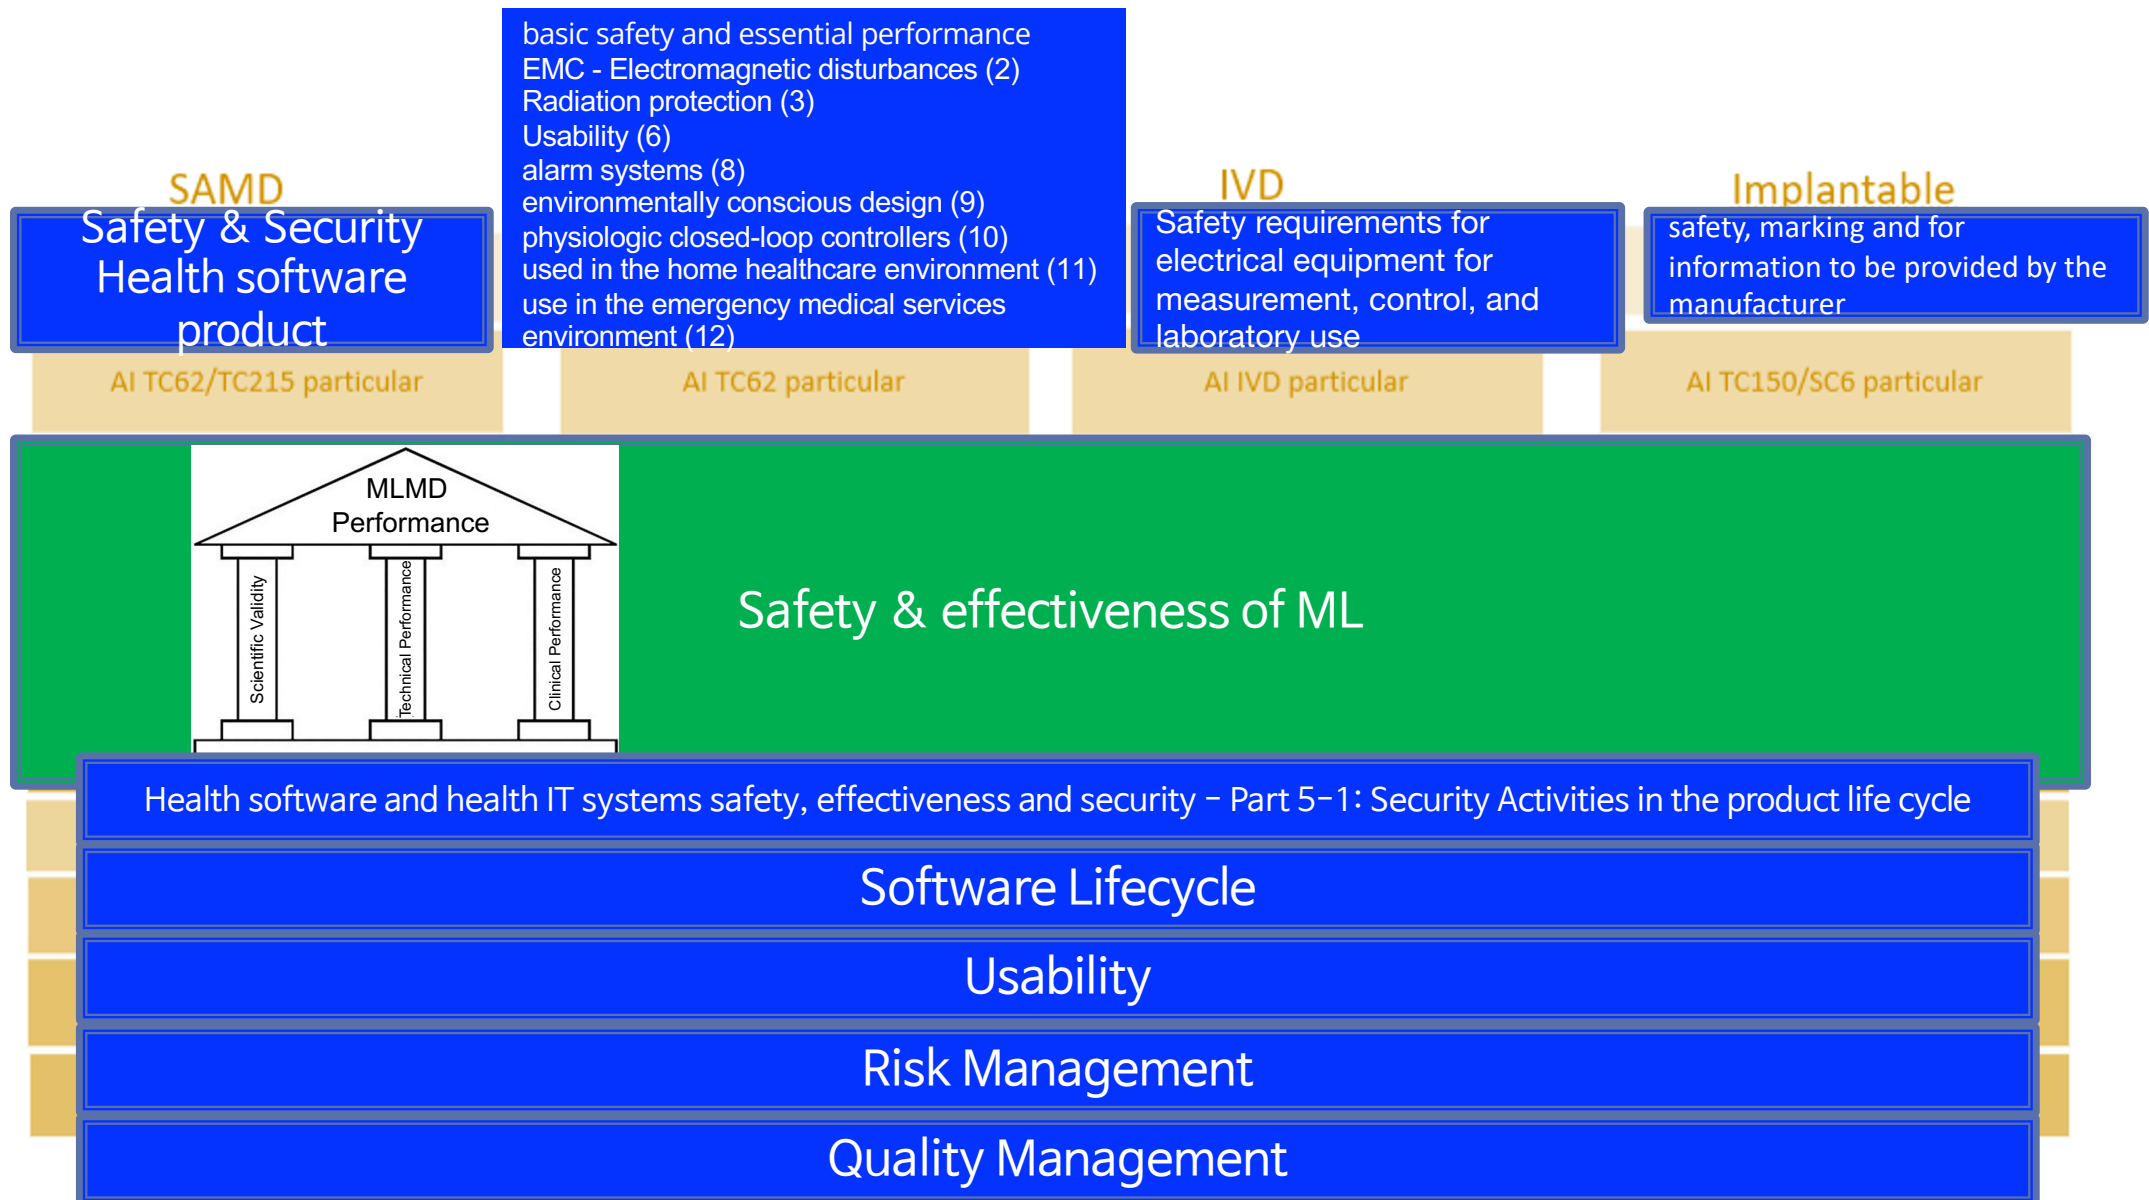 basic safety and essential performance
EMC - Electromagnetic disturbances (2)
Radiation protection (3)
Usability (6)
alarm systems (8)
environmentally conscious design (9)
physiologic closed-loop controllers (10)
used in the home healthcare environment (11)
use in the emergency medical services
environment (12)
SAMD
Safety & Security
Health software
product
IVD
Safety requirements for
electrical equipment for
measurement, control, and
laboratory use
Implantable
safety, marking and for
information to be provided by the
manufacturer
AI TC62/TC215 particular
AI TC62 particular
AI IVD particular
AI TC150/SC6 particular
MLMD
Performance
Scientific Validity
Technical Performance
Clinical Performance
Safety & effectiveness of ML
Health software and health IT systems safety, effectiveness and security – Part 5-1: Security Activities in the product life cycle
Software Lifecycle
Usability
Risk Management
Quality Management